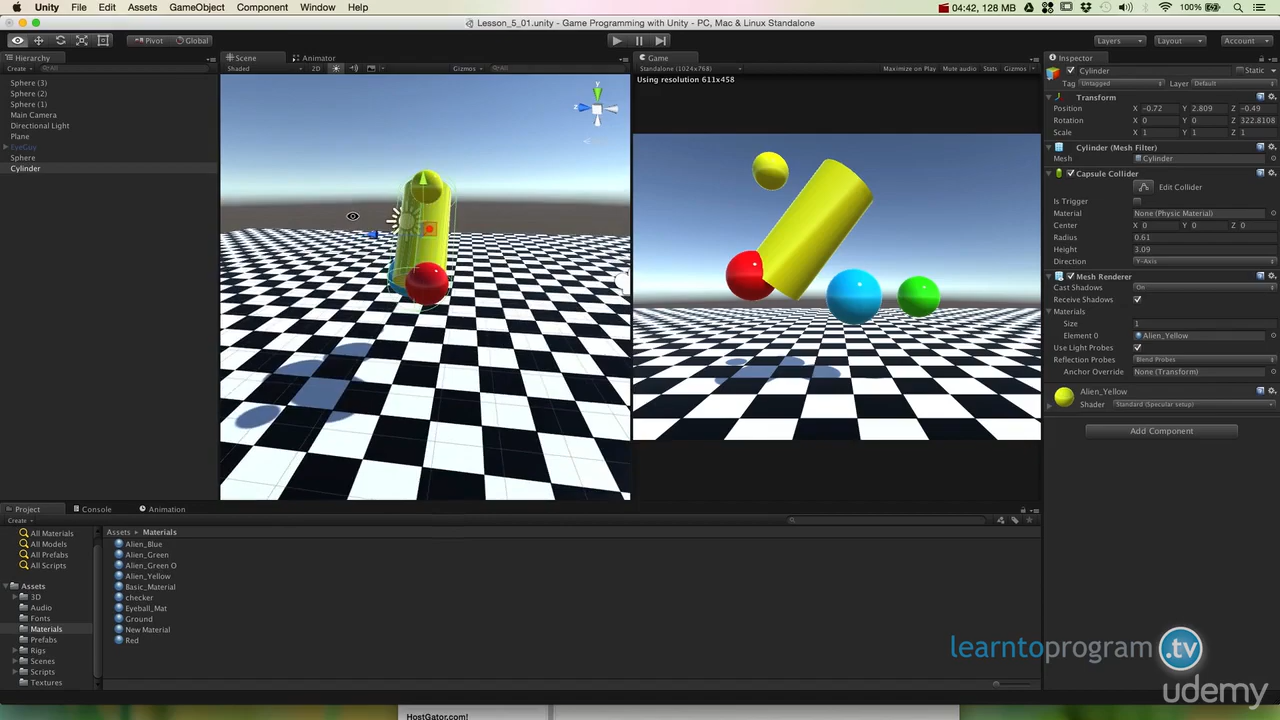 Unity File Edit Assets GameObject Component Window Help 04:42, 128 MB 100%
Lesson_5_01.unity - Game Programming with Unity - PC, Mac & Linux Standalone
Pivot Global Layers Layout Account
Hierarchy
Create All
Sphere (3)
Sphere (2)
Sphere (1)
Main Camera
Directional Light
Plane
EyeGuy
Sphere
Cylinder
Scene Animator
Shaded 2D Gizmos All
y
z
Game
Standalone (1024x768) Maximize on Play Mute audio Stats Gizmos
Using resolution 611x458
Inspector
Cylinder Static
Tag Untagged Layer Default
Transform
Position X -0.72 Y 2.809 Z -0.49
Rotation X 0 Y 0 Z 322.8108
Scale X 1 Y 1 Z 1
Cylinder (Mesh Filter)
Mesh Cylinder
Capsule Collider
Edit Collider
Is Trigger
Material None (Physic Material)
Center X 0 Y 0 Z 0
Radius 0.61
Height 3.09
Direction Y-Axis
Mesh Renderer
Cast Shadows On
Receive Shadows
Materials
Size 1
Element 0 Alien_Yellow
Use Light Probes
Reflection Probes Blend Probes
Anchor Override None (Transform)
Alien_Yellow
Shader Standard (Specular setup)
Add Component
Project Console Animation
Create
All Materials
All Models
All Prefabs
All Scripts
Assets
3D
Audio
Fonts
Materials
Prefabs
Rigs
Scenes
Scripts
Textures
Assets Materials
Alien_Blue
Alien_Green
Alien_Green O
Alien_Yellow
Basic_Material
checker
Eyeball_Mat
Ground
New Material
Red
learntoprogram .tv
udemy
HostGator.com!